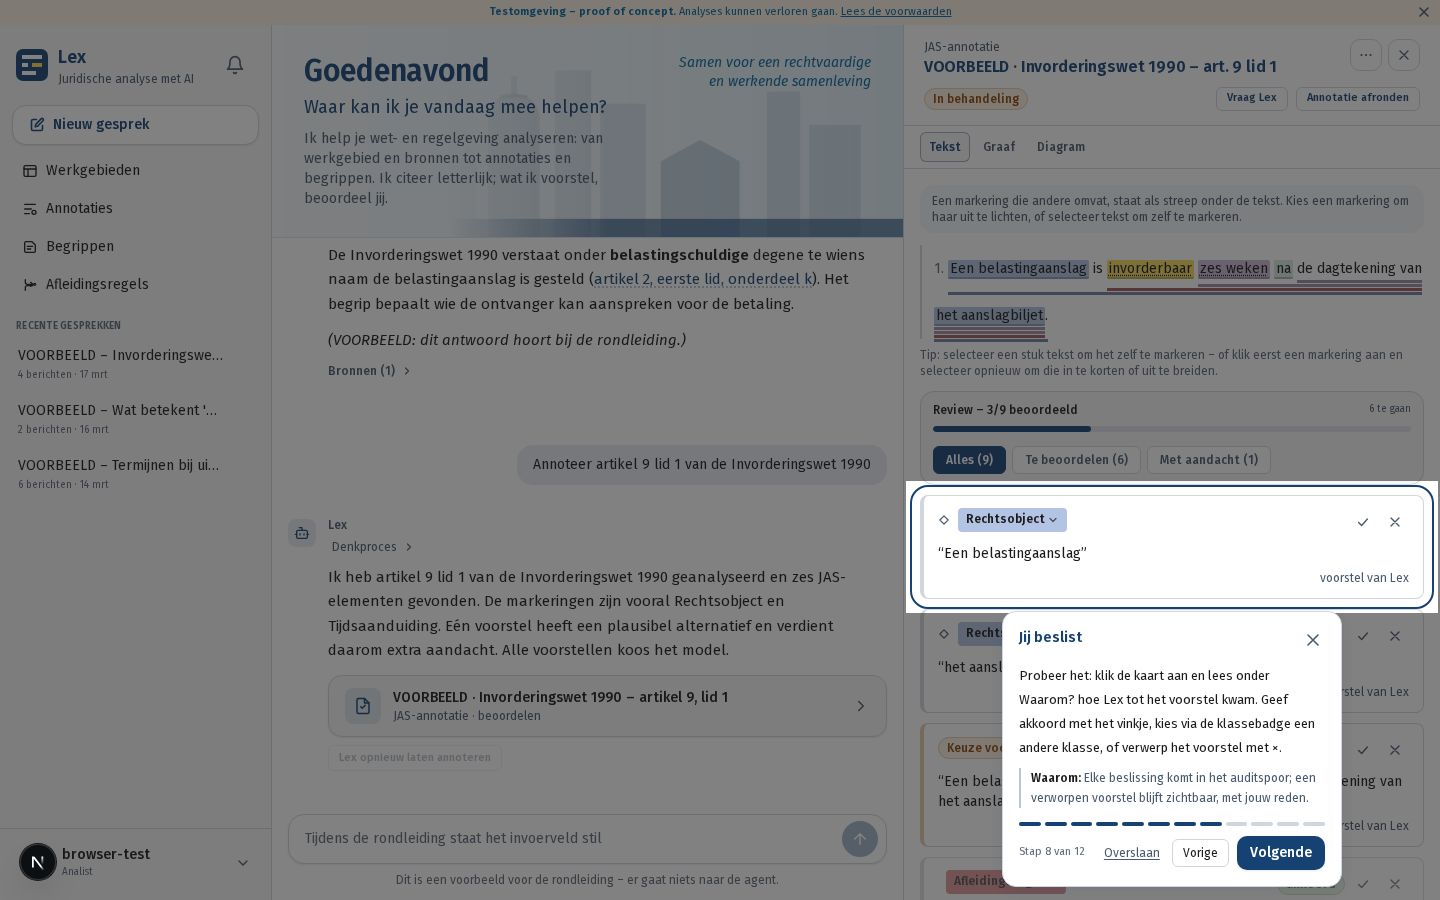 Testomgeving – proof of concept. Analyses kunnen verloren gaan. Lees de voorwaarden
Lex
Juridische analyse met AI
Nieuw gesprek
Werkgebieden
Annotaties
Begrippen
Afleidingsregels
RECENTE GESPREKKEN
VOORBEELD – Invorderingswe…
4 berichten · 17 mrt
VOORBEELD – Wat betekent '…
2 berichten · 16 mrt
VOORBEELD – Termijnen bij ui…
6 berichten · 14 mrt
N
browser-test
Analist
Goedenavond
Waar kan ik je vandaag mee helpen?
Ik help je wet- en regelgeving analyseren: van
werkgebied en bronnen tot annotaties en
begrippen. Ik citeer letterlijk; wat ik voorstel,
beoordeel jij.
Samen voor een rechtvaardige
en werkende samenleving
De Invorderingswet 1990 verstaat onder belastingschuldige degene te wiens
naam de belastingaanslag is gesteld (artikel 2, eerste lid, onderdeel k). Het
begrip bepaalt wie de ontvanger kan aanspreken voor de betaling.
(VOORBEELD: dit antwoord hoort bij de rondleiding.)
Bronnen (1)
Annoteer artikel 9 lid 1 van de Invorderingswet 1990
Lex
Denkproces
Ik heb artikel 9 lid 1 van de Invorderingswet 1990 geanalyseerd en zes JAS-
elementen gevonden. De markeringen zijn vooral Rechtsobject en
Tijdsaanduiding. Eén voorstel heeft een plausibel alternatief en verdient
daarom extra aandacht. Alle voorstellen koos het model.
VOORBEELD · Invorderingswet 1990 – artikel 9, lid 1
JAS-annotatie · beoordelen
Lex opnieuw laten annoteren
Tijdens de rondleiding staat het invoerveld stil
Dit is een voorbeeld voor de rondleiding – er gaat niets naar de agent.
JAS-annotatie
VOORBEELD · Invorderingswet 1990 – art. 9 lid 1
In behandeling
Vraag Lex
Annotatie afronden
Tekst
Graaf
Diagram
Een markering die andere omvat, staat als streep onder de tekst. Kies een markering om
haar uit te lichten, of selecteer tekst om zelf te markeren.
1. Een belastingaanslag is invorderbaar zes weken na de dagtekening van
het aanslagbiljet.
Tip: selecteer een stuk tekst om het zelf te markeren – of klik eerst een markering aan en
selecteer opnieuw om die in te korten of uit te breiden.
Review – 3/9 beoordeeld
6 te gaan
Alles (9)
Te beoordelen (6)
Met aandacht (1)
Rechtsobject
“Een belastingaanslag”
voorstel van Lex
Jij beslist
Probeer het: klik de kaart aan en lees onder
Waarom? hoe Lex tot het voorstel kwam. Geef
akkoord met het vinkje, kies via de klassebadge een
andere klasse, of verwerp het voorstel met ×.
Waarom: Elke beslissing komt in het auditspoor; een
verworpen voorstel blijft zichtbaar, met jouw reden.
Stap 8 van 12
Overslaan
Vorige
Volgende